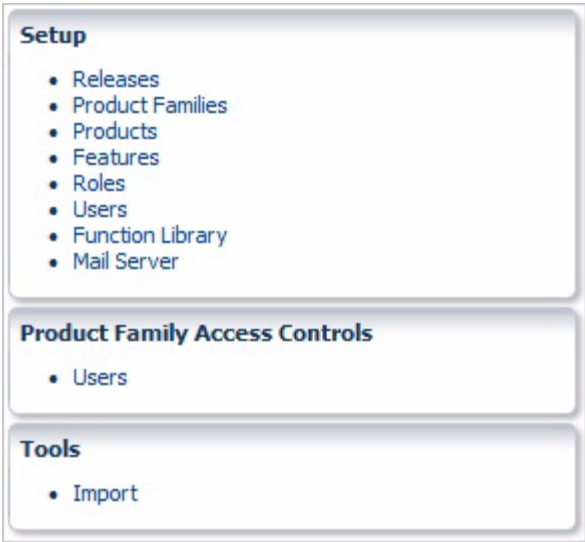 Setup
Releases
Product Families
Products
Features
Roles
Users
Function Library
Mail Server
Product Family Access Controls
Users
Tools
Import